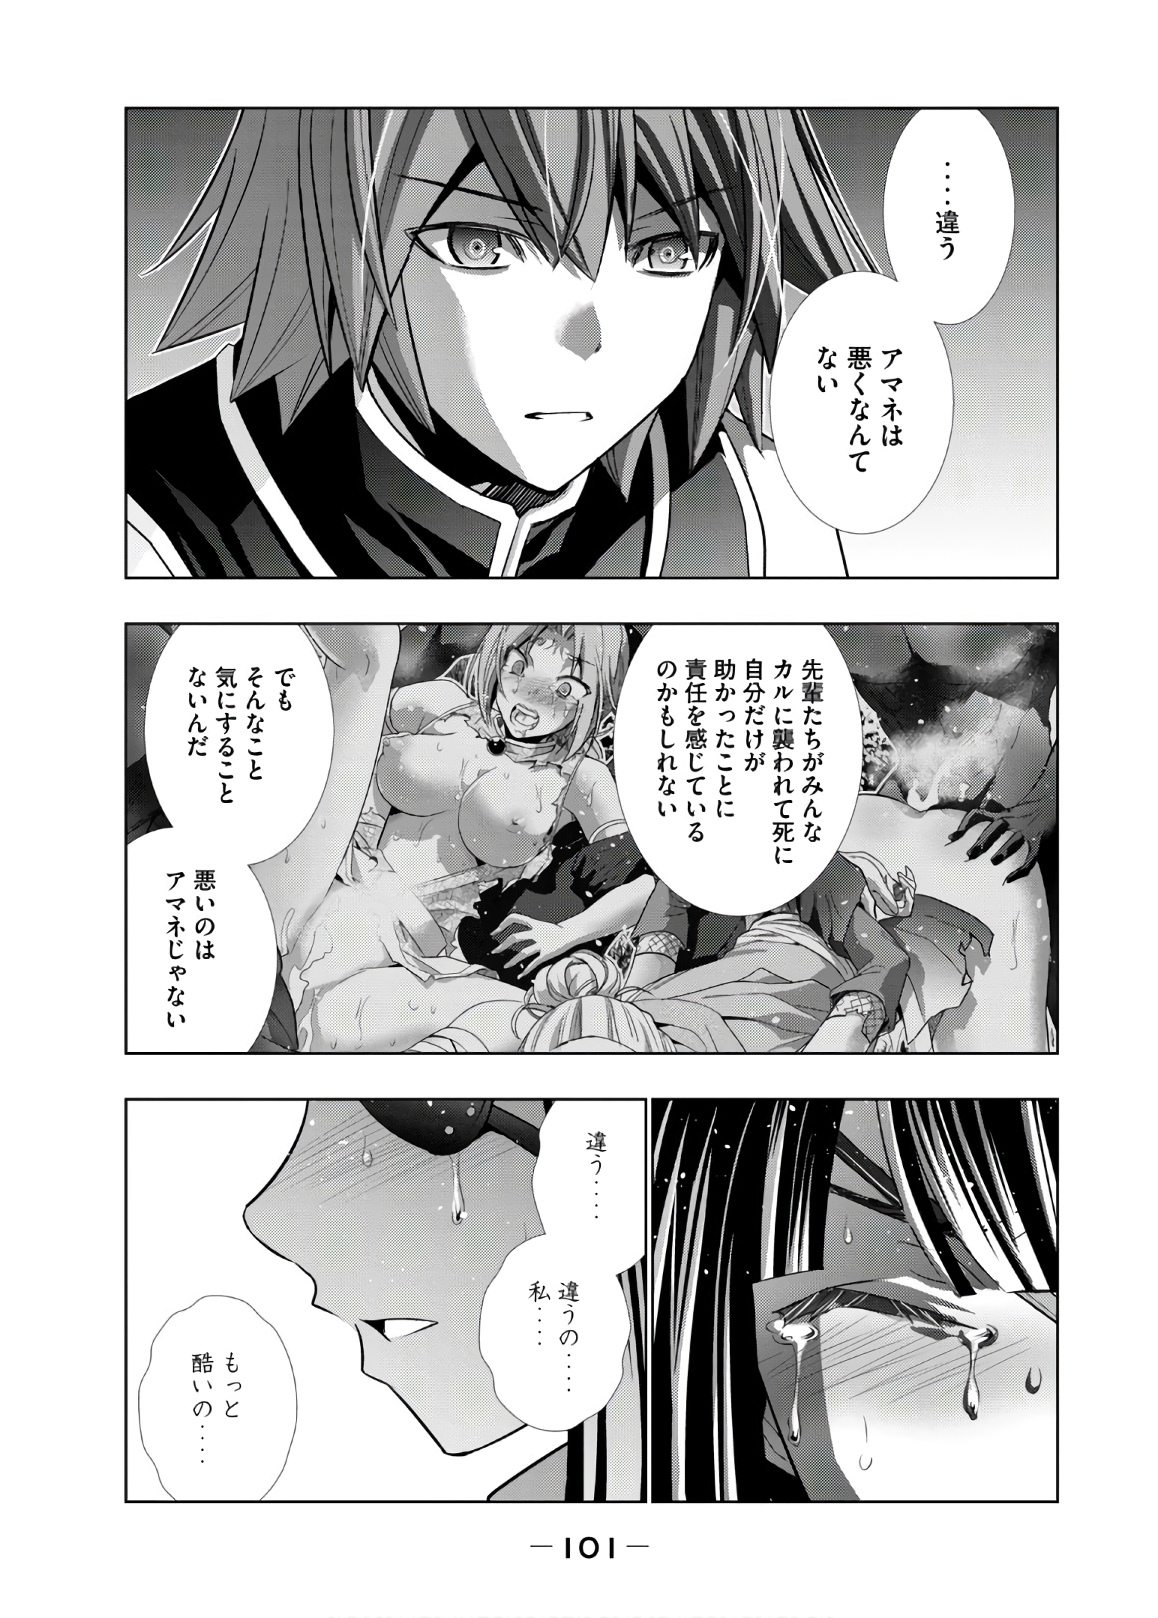 ‥‥違う
アマネは
悪くなんて
ない
先輩たちがみんな
カルに襲われて死に
自分だけが
助かったことに
責任を感じている
のかもしれない
でも
そんなこと
気にすること
ないんだ
悪いのは
アマネじゃない
違う‥‥
違うの‥‥
私‥‥
もっと
酷いの‥‥
—101—